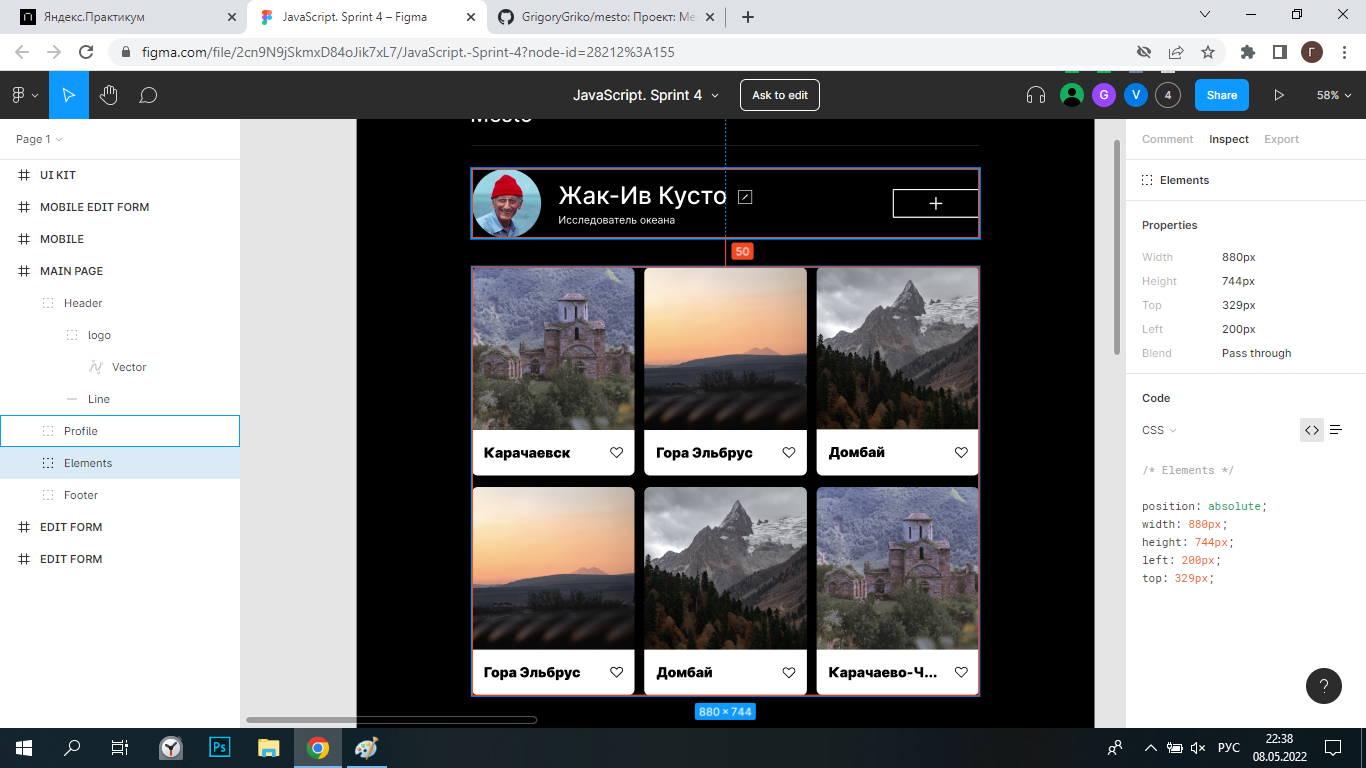 Яндекс.Практикум
JavaScript. Sprint 4 – Figma
GrigoryGriko/mesto: Проект: Ме
figma.com/file/2cn9N9jSkmxD84oJik7xL7/JavaScript.-Sprint-4?node-id=28212%3A155
Г
JavaScript. Sprint 4
Ask to edit
G
V
4
Share
58%
Page 1
UI KIT
MOBILE EDIT FORM
MOBILE
MAIN PAGE
Header
logo
Vector
Line
Profile
Elements
Footer
EDIT FORM
EDIT FORM
Mesto
Жак-Ив Кусто
Исследователь океана
50
Карачаевск
Гора Эльбрус
Домбай
Гора Эльбрус
Домбай
Карачаево-Ч...
880 × 744
Comment Inspect Export
Elements
Properties
Width 880px
Height 744px
Top 329px
Left 200px
Blend Pass through
Code
CSS
/* Elements */
position: absolute;
width: 880px;
height: 744px;
left: 200px;
top: 329px;
?
Ps
РУС
22:38
08.05.2022